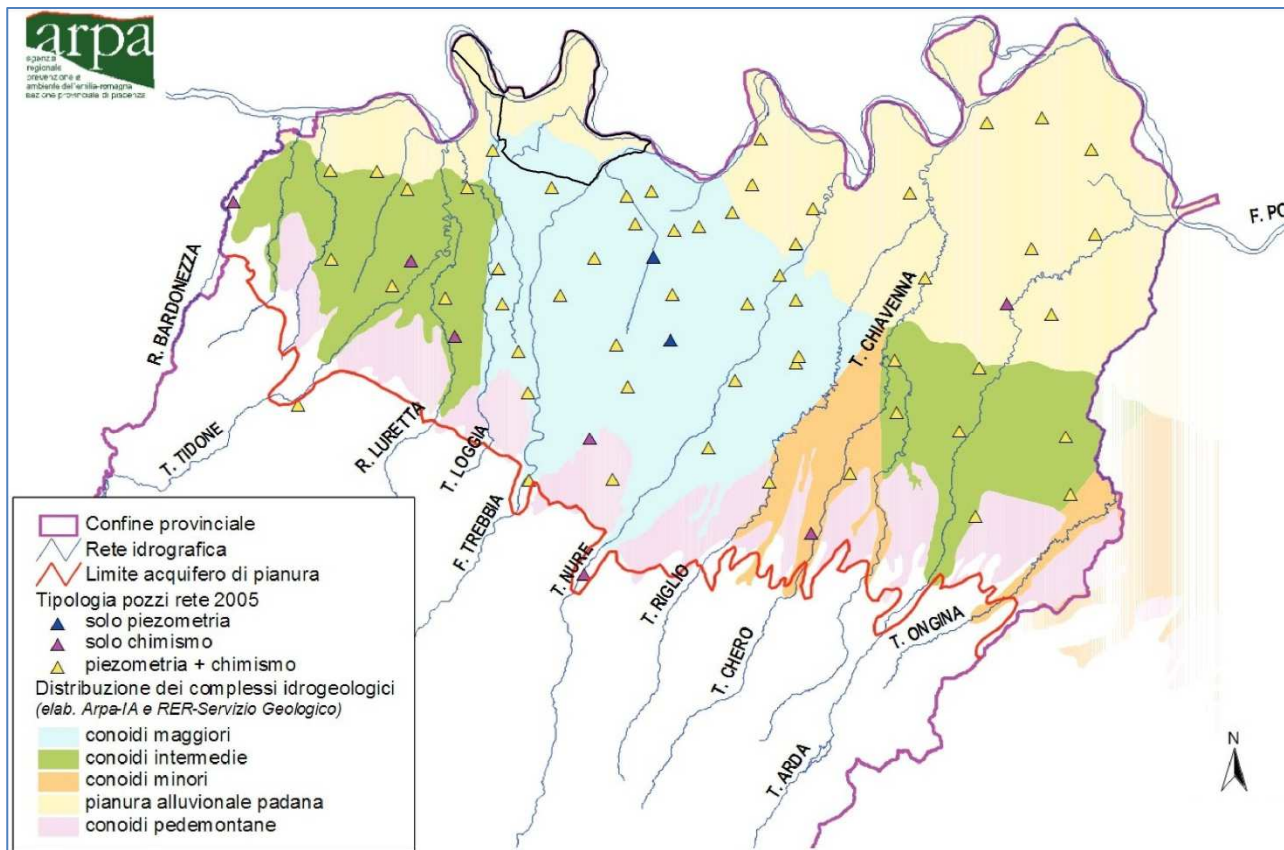 arpa
agenzia
regionale
prevenzione e
ambiente dell'emilia-romagna
sezione provinciale di piacenza
F. PO
R. BARDONEZZA
T. CHIAVENNA
T. TIDONE
R. LURETTA
T. LOGGIA
F. TREBBIA
T. NURE
T. RIGLIO
T. CHERO
T. ONGINA
T. ARDA
N
Confine provinciale
Rete idrografica
Limite acquifero di pianura
Tipologia pozzi rete 2005
solo piezometria
solo chimismo
piezometria + chimismo
Distribuzione dei complessi idrogeologici
(elab. Arpa-IA e RER-Servizio Geologico)
conoidi maggiori
conoidi intermedie
conoidi minori
pianura alluvionale padana
conoidi pedemontane